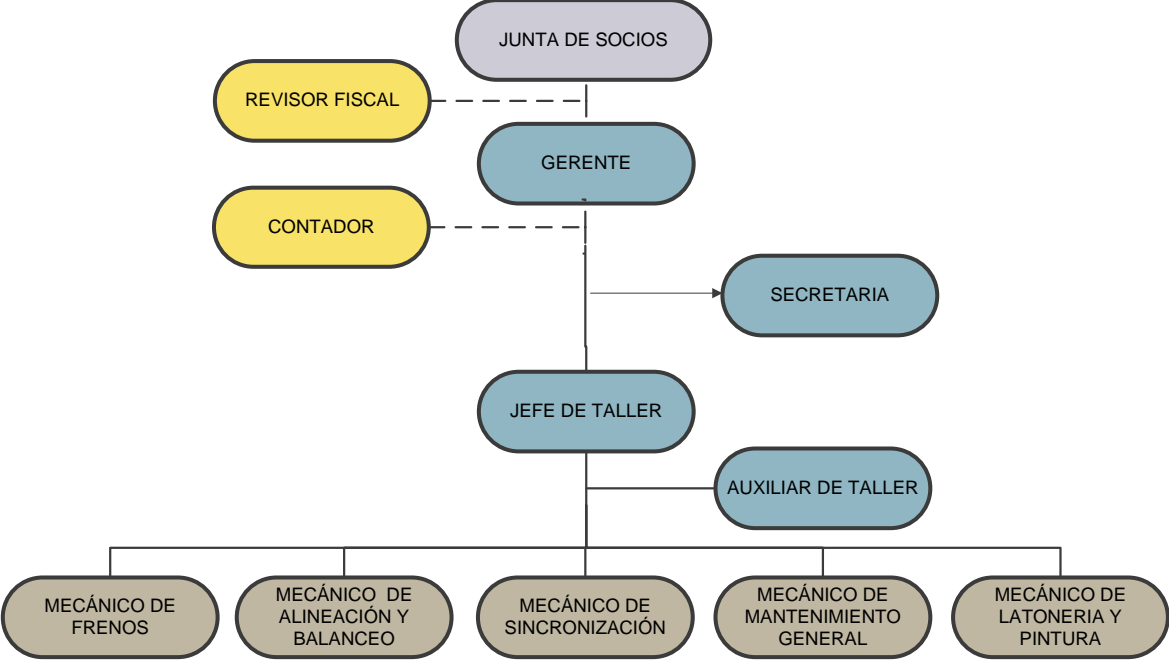 JUNTA DE SOCIOS
REVISOR FISCAL
GERENTE
CONTADOR
SECRETARIA
JEFE DE TALLER
AUXILIAR DE TALLER
MECÁNICO DE
FRENOS
MECÁNICO DE
ALINEACIÓN Y
BALANCEO
MECÁNICO DE
SINCRONIZACIÓN
MECÁNICO DE
MANTENIMIENTO
GENERAL
MECÁNICO DE
LATONERIA Y
PINTURA